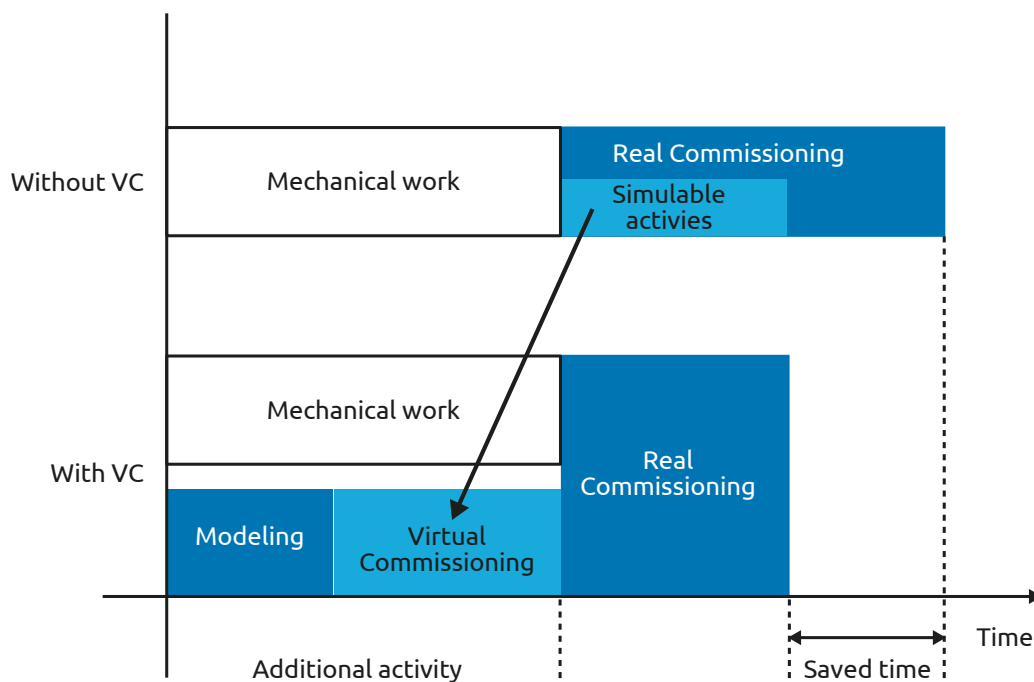 Real Commissioning
Without VC
Mechanical work
Simulable
activies
Mechanical work
With VC
Real
Commissioning
Modeling
Virtual
Commissioning
Time
Additional activity
Saved time